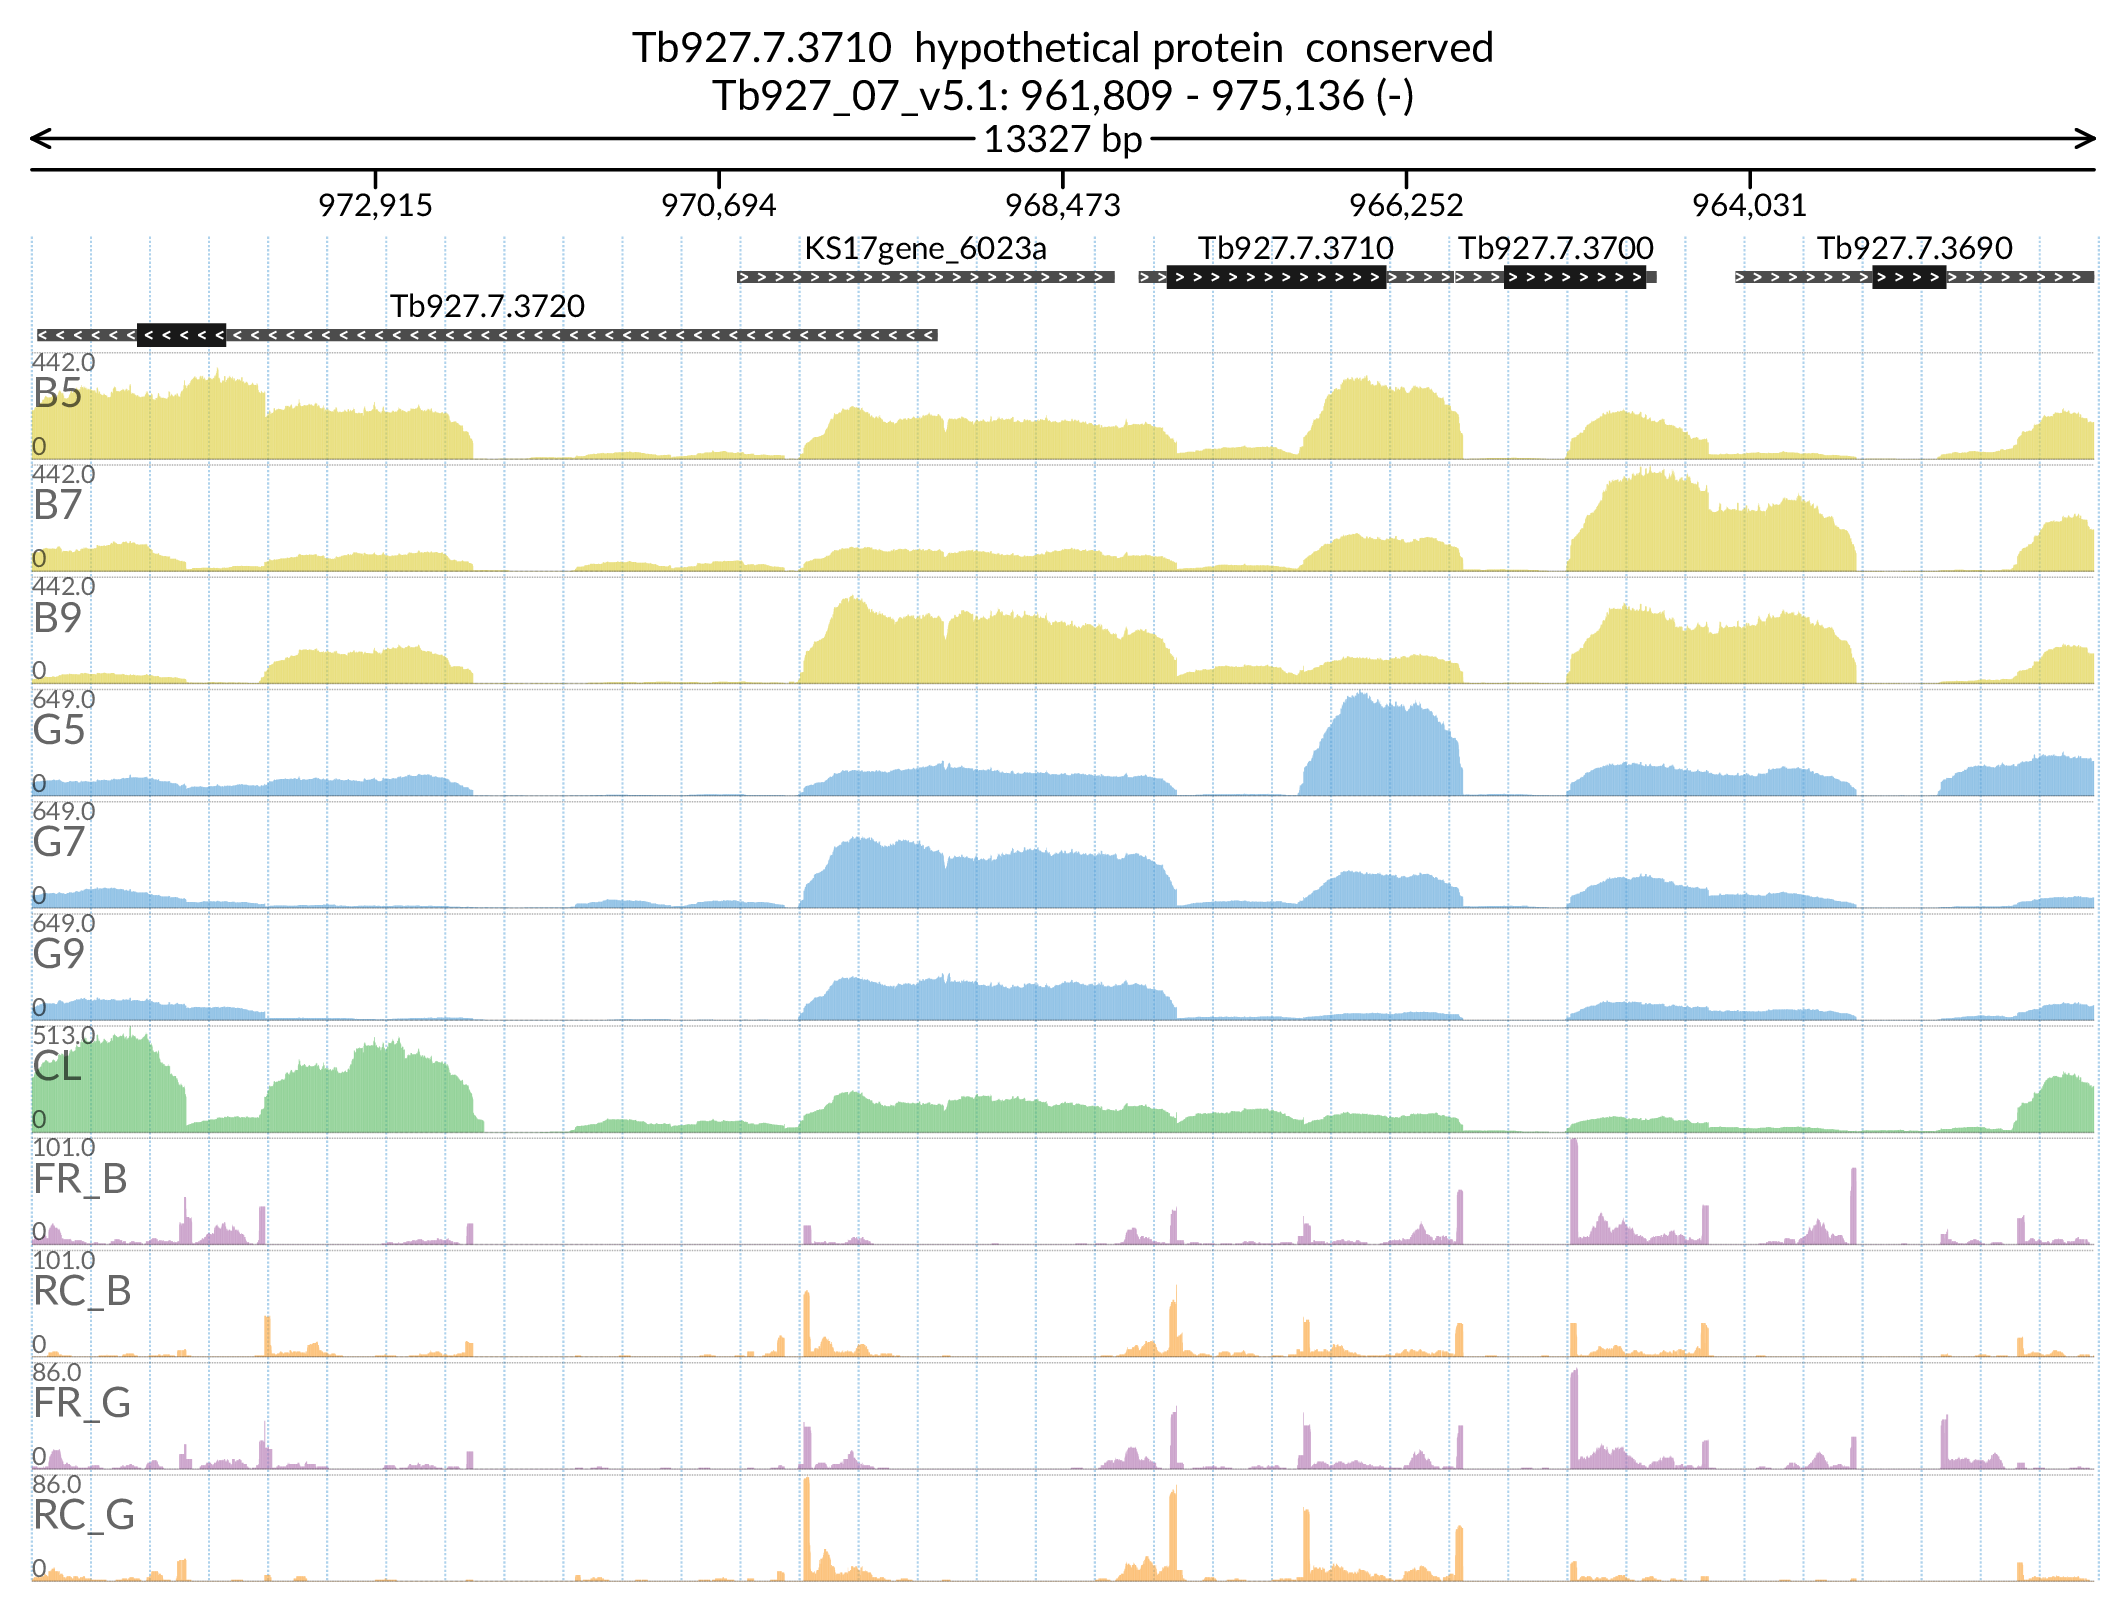 Tb927.7.3710  hypothetical protein  conserved
Tb927_07_v5.1: 961,809 - 975,136 (-)
13327 bp
972,915 970,694 968,473 966,252 964,031
KS17gene_6023a Tb927.7.3710 Tb927.7.3700 Tb927.7.3690
Tb927.7.3720
442.0
B5
0
442.0
B7
0
442.0
B9
0
649.0
G5
0
649.0
G7
0
649.0
G9
0
513.0
CL
0
101.0
FR_B
0
101.0
RC_B
0
86.0
FR_G
0
86.0
RC_G
0